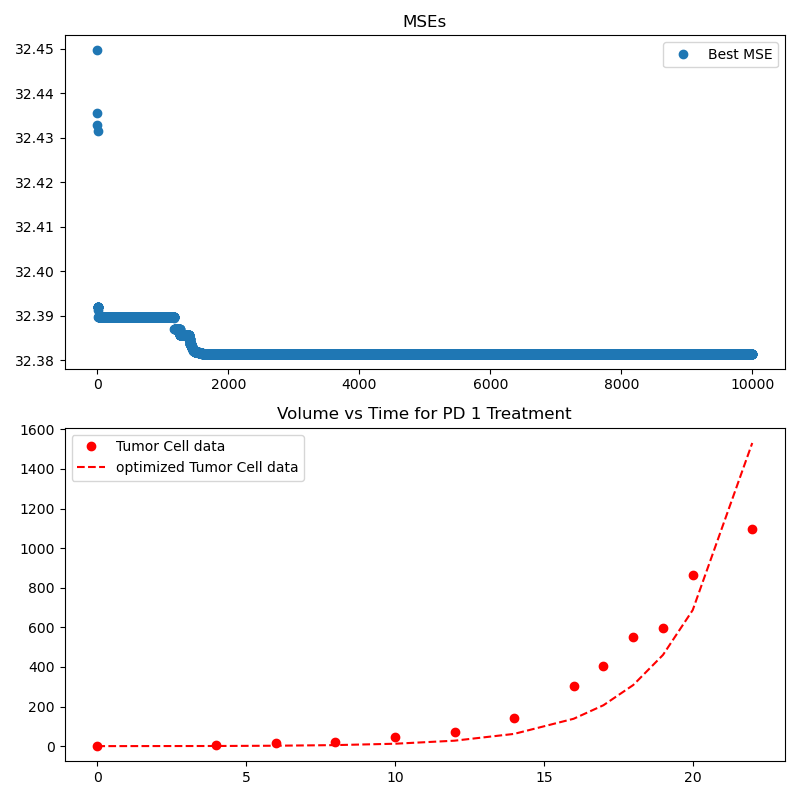 MSEs
32.45
32.44
32.43
32.42
32.41
32.40
32.39
32.38
Best MSE
0 2000 4000 6000 8000 10000
Volume vs Time for PD 1 Treatment
1600
1400
1200
1000
800
600
400
200
0
Tumor Cell data
optimized Tumor Cell data
0 5 10 15 20